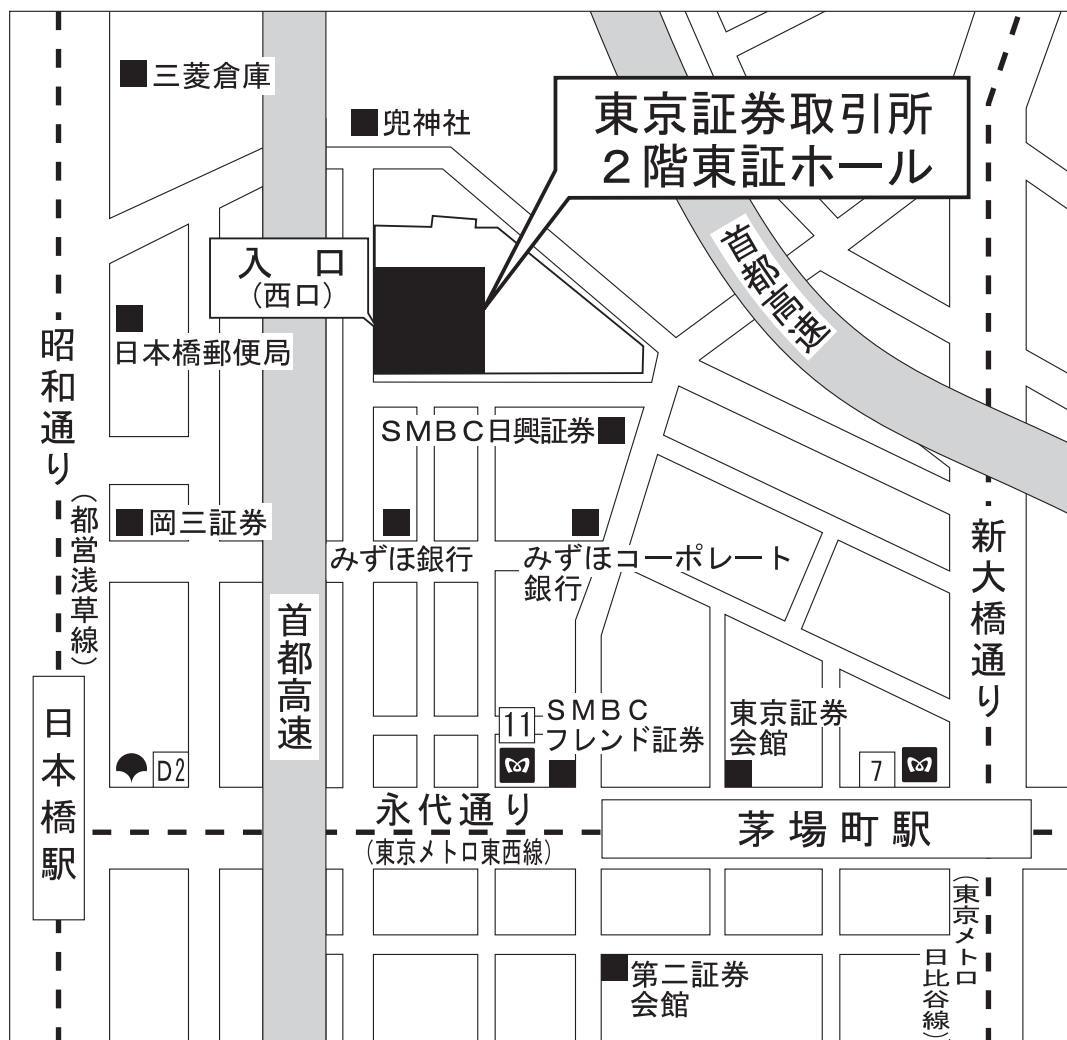 三菱倉庫
兜神社
東京証券取引所
２階東証ホール
入口
（西口）
首都高速
日本橋郵便局
昭和通り
（都営浅草線）
ＳＭＢＣ日興証券
岡三証券
みずほ銀行
みずほコーポレート
銀行
新大橋通り
首都高速
日本橋駅
D2
11
ＳＭＢＣ
フレンド証券
東京証券
会館
7
永代通り
（東京メトロ東西線）
茅場町駅
（東京メトロ
日比谷線）
第二証券
会館